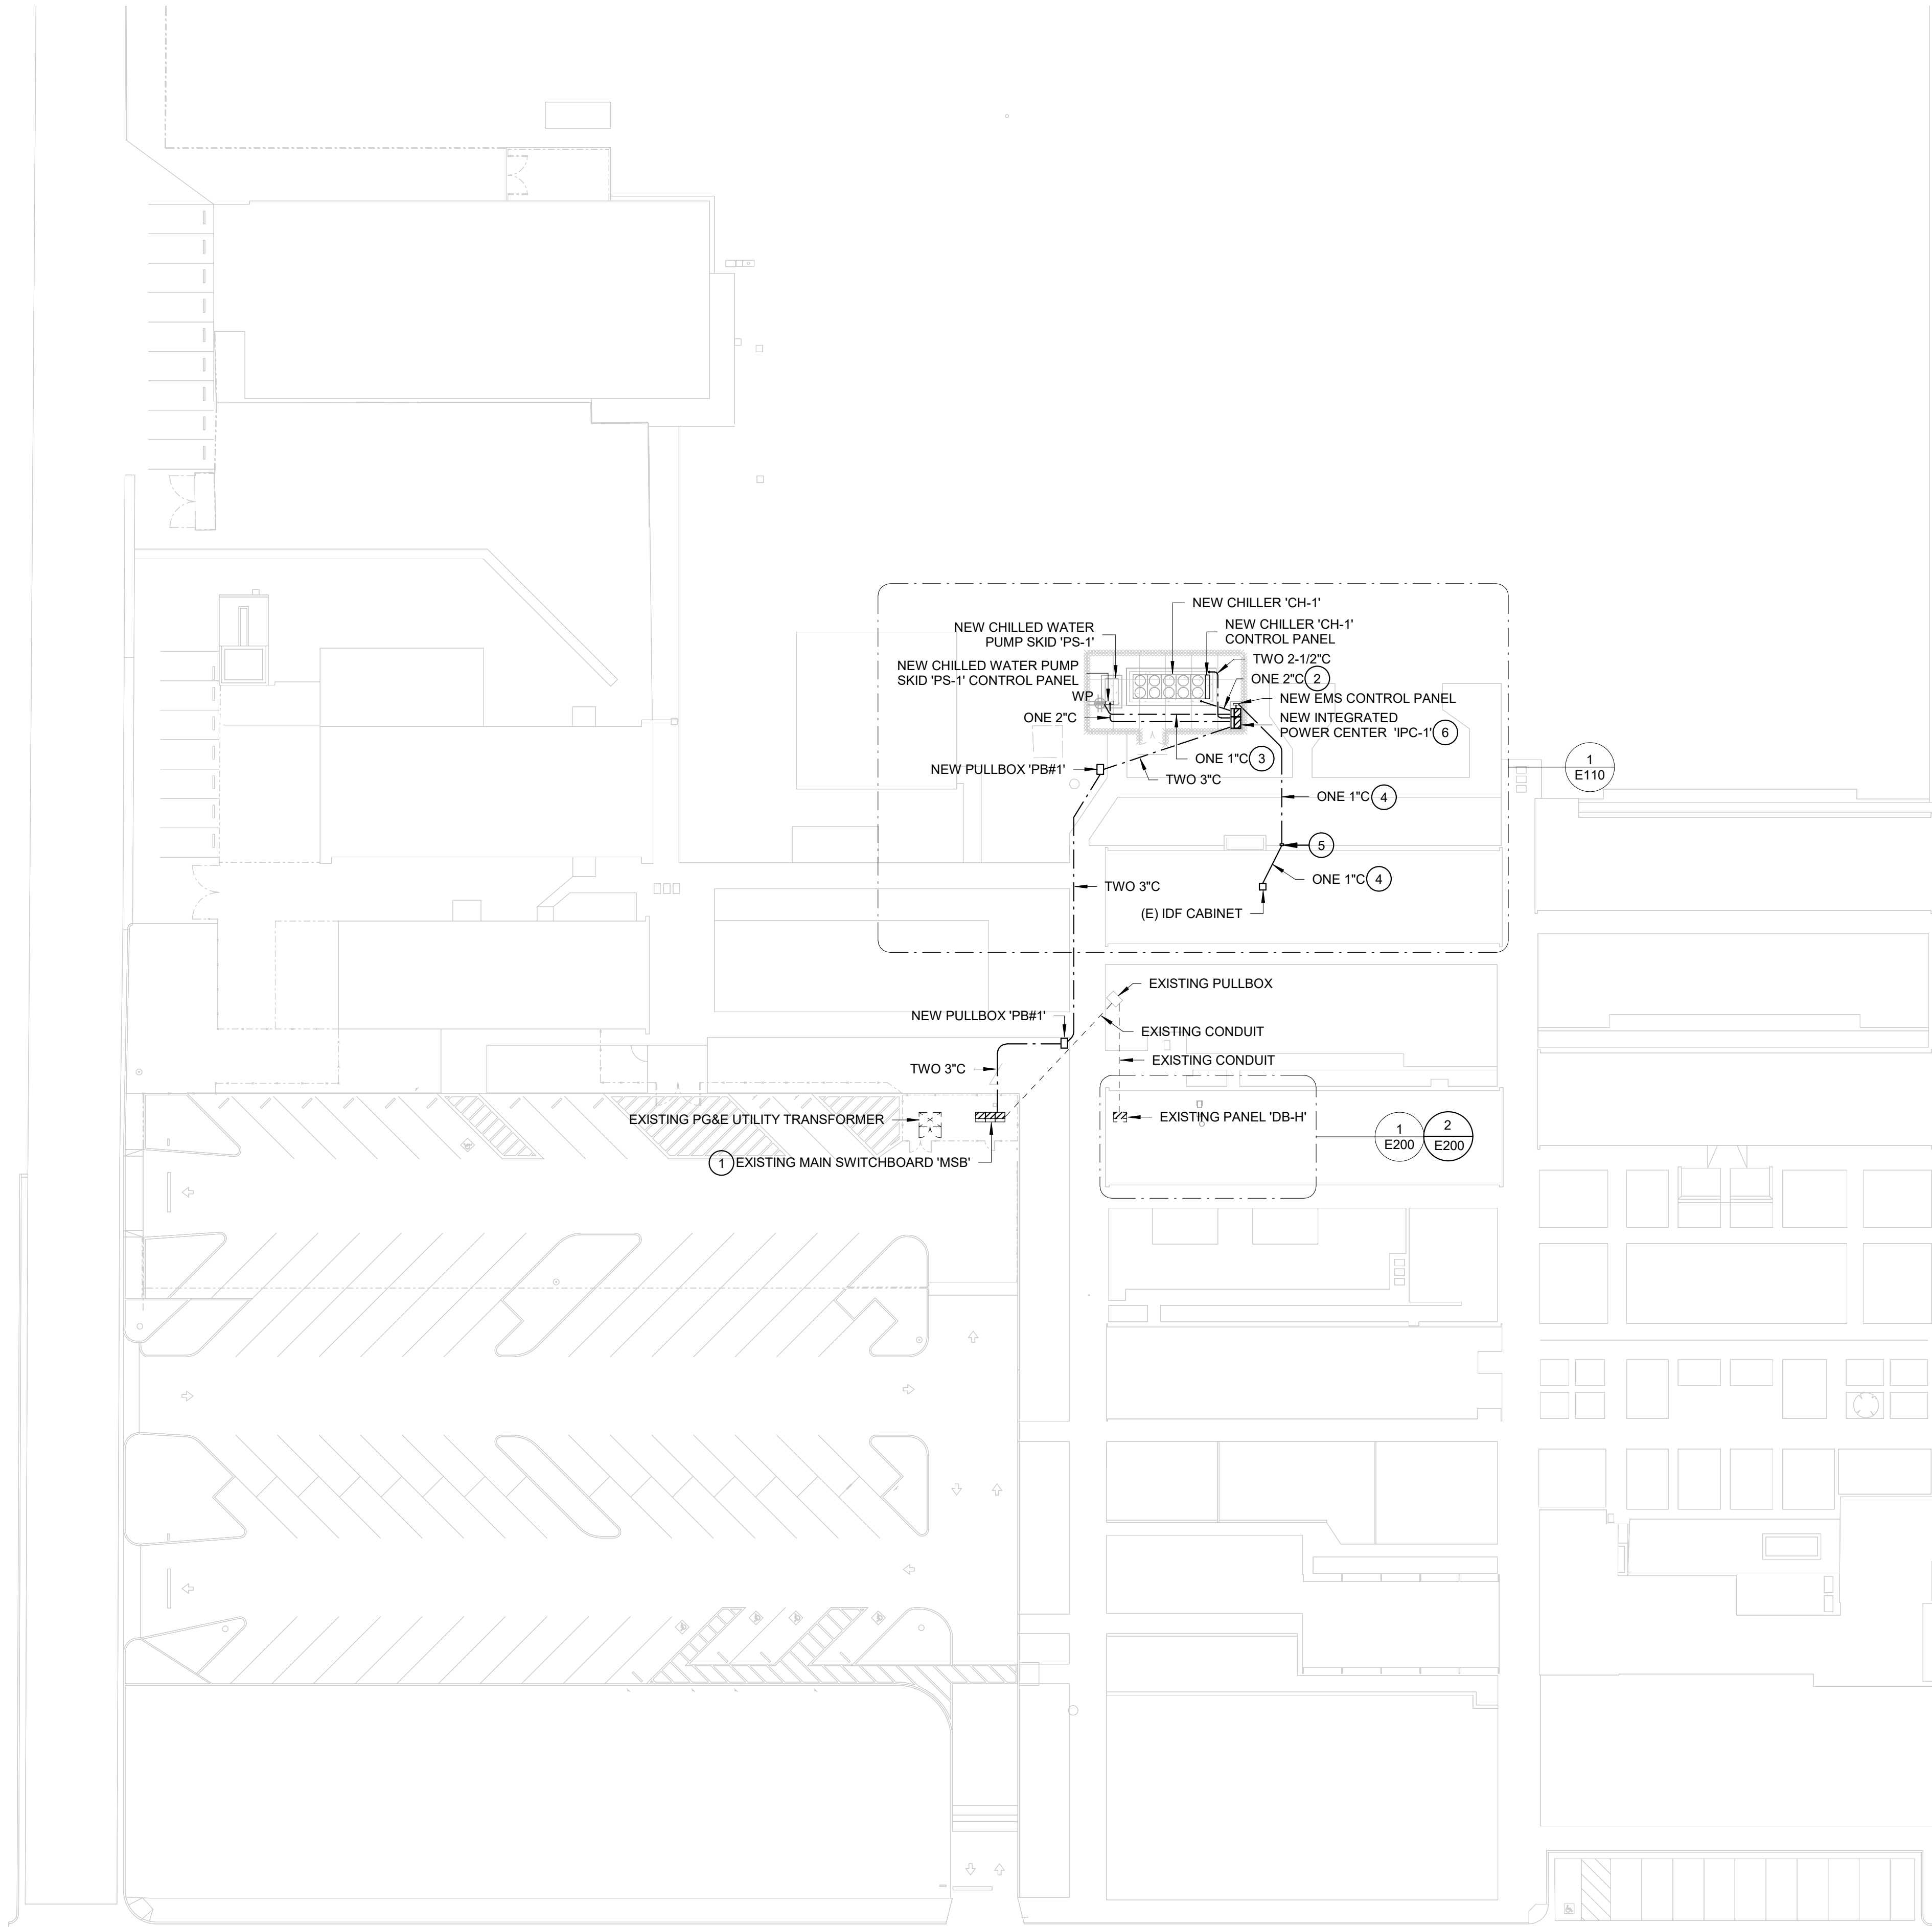 NEW CHILLER 'CH-1'
NEW CHILLED WATER
PUMP SKID 'PS-1'
NEW CHILLER 'CH-1'
CONTROL PANEL
TWO 2-1/2"C
NEW CHILLED WATER PUMP
SKID 'PS-1' CONTROL PANEL
ONE 2"C 2
WP
NEW EMS CONTROL PANEL
ONE 2"C
NEW INTEGRATED
POWER CENTER 'IPC-1' 6
ONE 1"C 3
NEW PULLBOX 'PB#1'
TWO 3"C
1
E110
ONE 1"C 4
5
ONE 1"C 4
TWO 3"C
(E) IDF CABINET
EXISTING PULLBOX
NEW PULLBOX 'PB#1'
EXISTING CONDUIT
EXISTING CONDUIT
TWO 3"C
EXISTING PG&E UTILITY TRANSFORMER
EXISTING PANEL 'DB-H'
1
E200
2
E200
1 EXISTING MAIN SWITCHBOARD 'MSB'